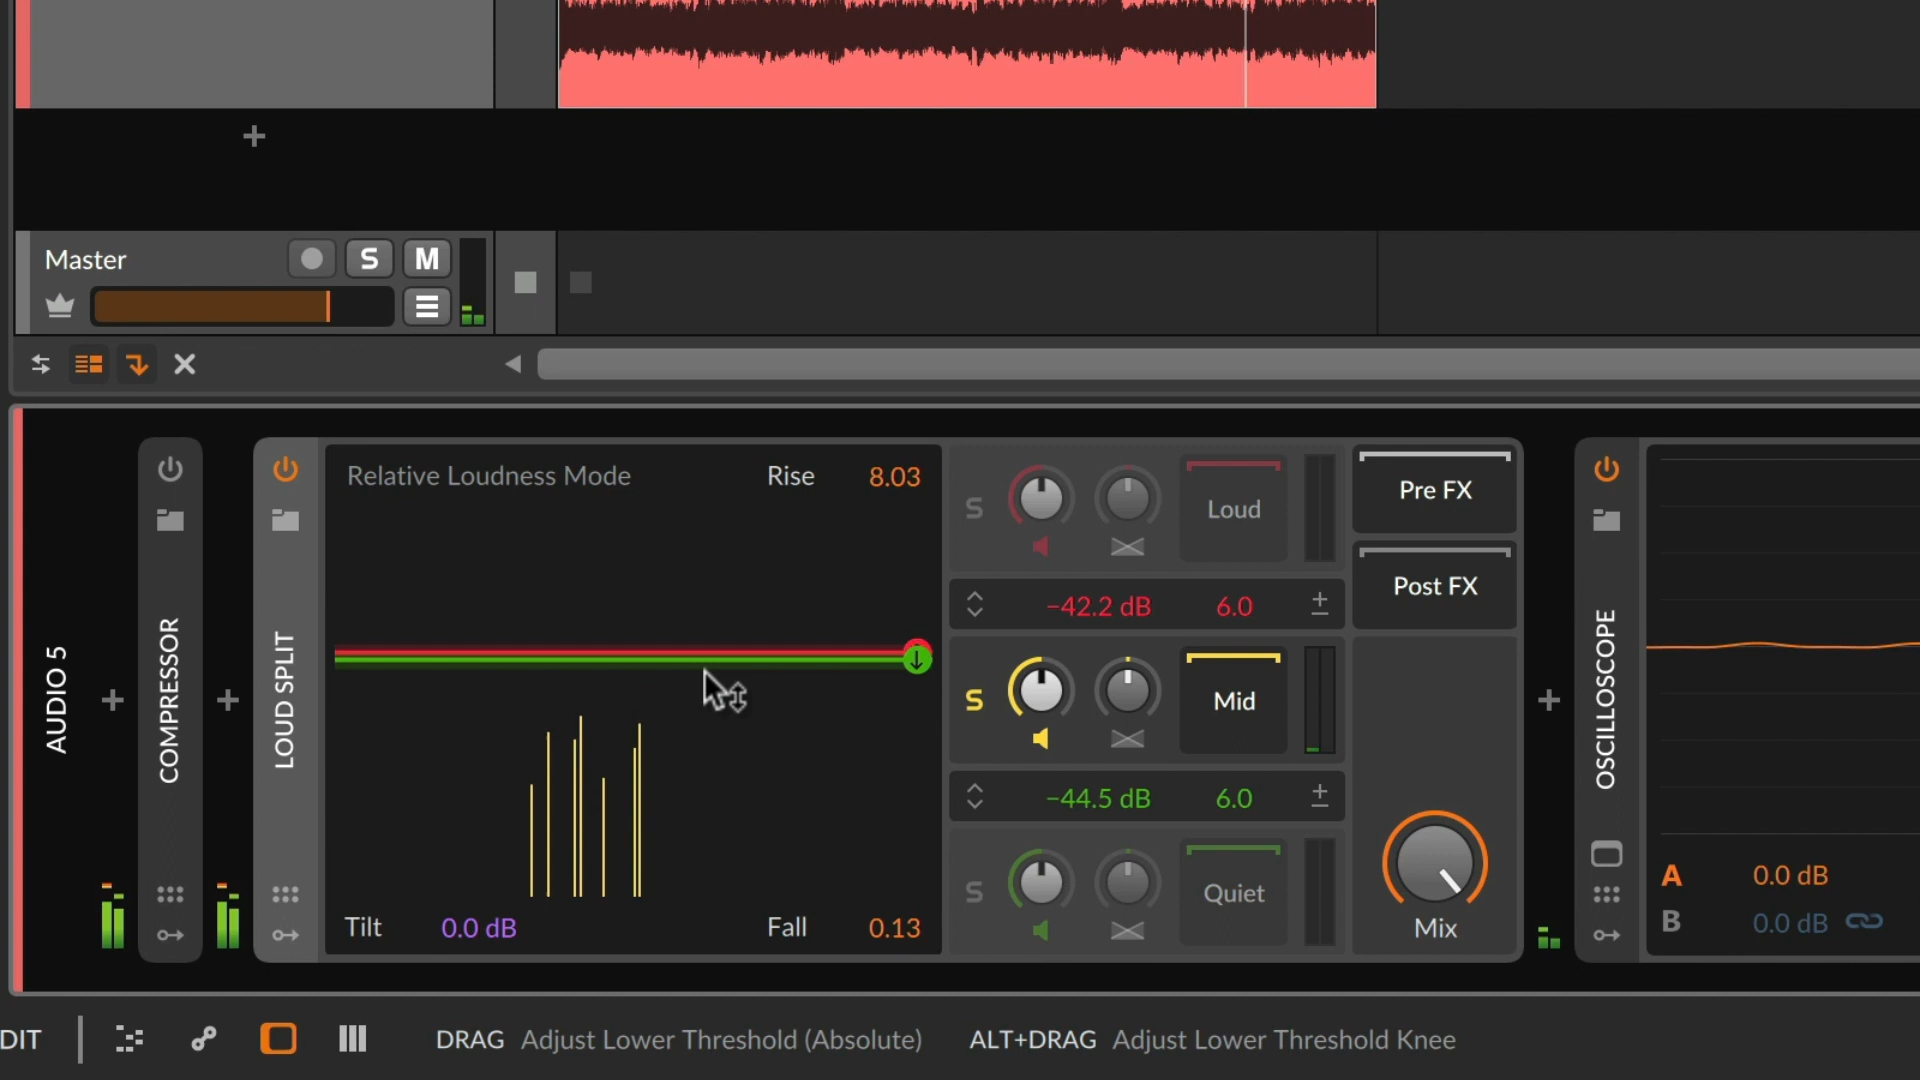 Master
S
M
AUDIO 5
COMPRESSOR
LOUD SPLIT
Relative Loudness Mode
Rise
8.03
Tilt
0.0 dB
Fall
0.13
S
Loud
−42.2 dB
6.0
S
Mid
−44.5 dB
6.0
S
Quiet
Pre FX
Post FX
Mix
OSCILLOSCOPE
A
0.0 dB
B
0.0 dB
DIT
DRAG Adjust Lower Threshold (Absolute)
ALT+DRAG Adjust Lower Threshold Knee